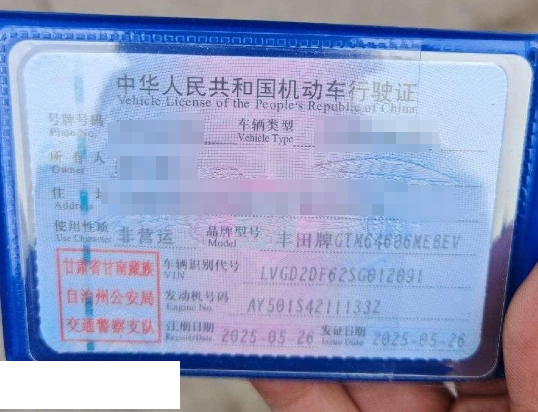 中华人民共和国机动车行驶证
Vehicle License of the People's Republic of China
号牌号码
Plate No.
车辆类型
Vehicle Type
所有人
Owner
住
Address
使用性质
Use Character
非营运
品牌型号
Model
丰田牌GTM6460GMEBEV
甘肃省甘南藏族
自治州公安局
交通警察支队
车辆识别代号
VIN
LVGD2DF62SG012091
发动机号码
Engine No.
AY501S42111332
注册日期
Register Date
2025-05-26
发证日期
Issue Date
2025-05-26